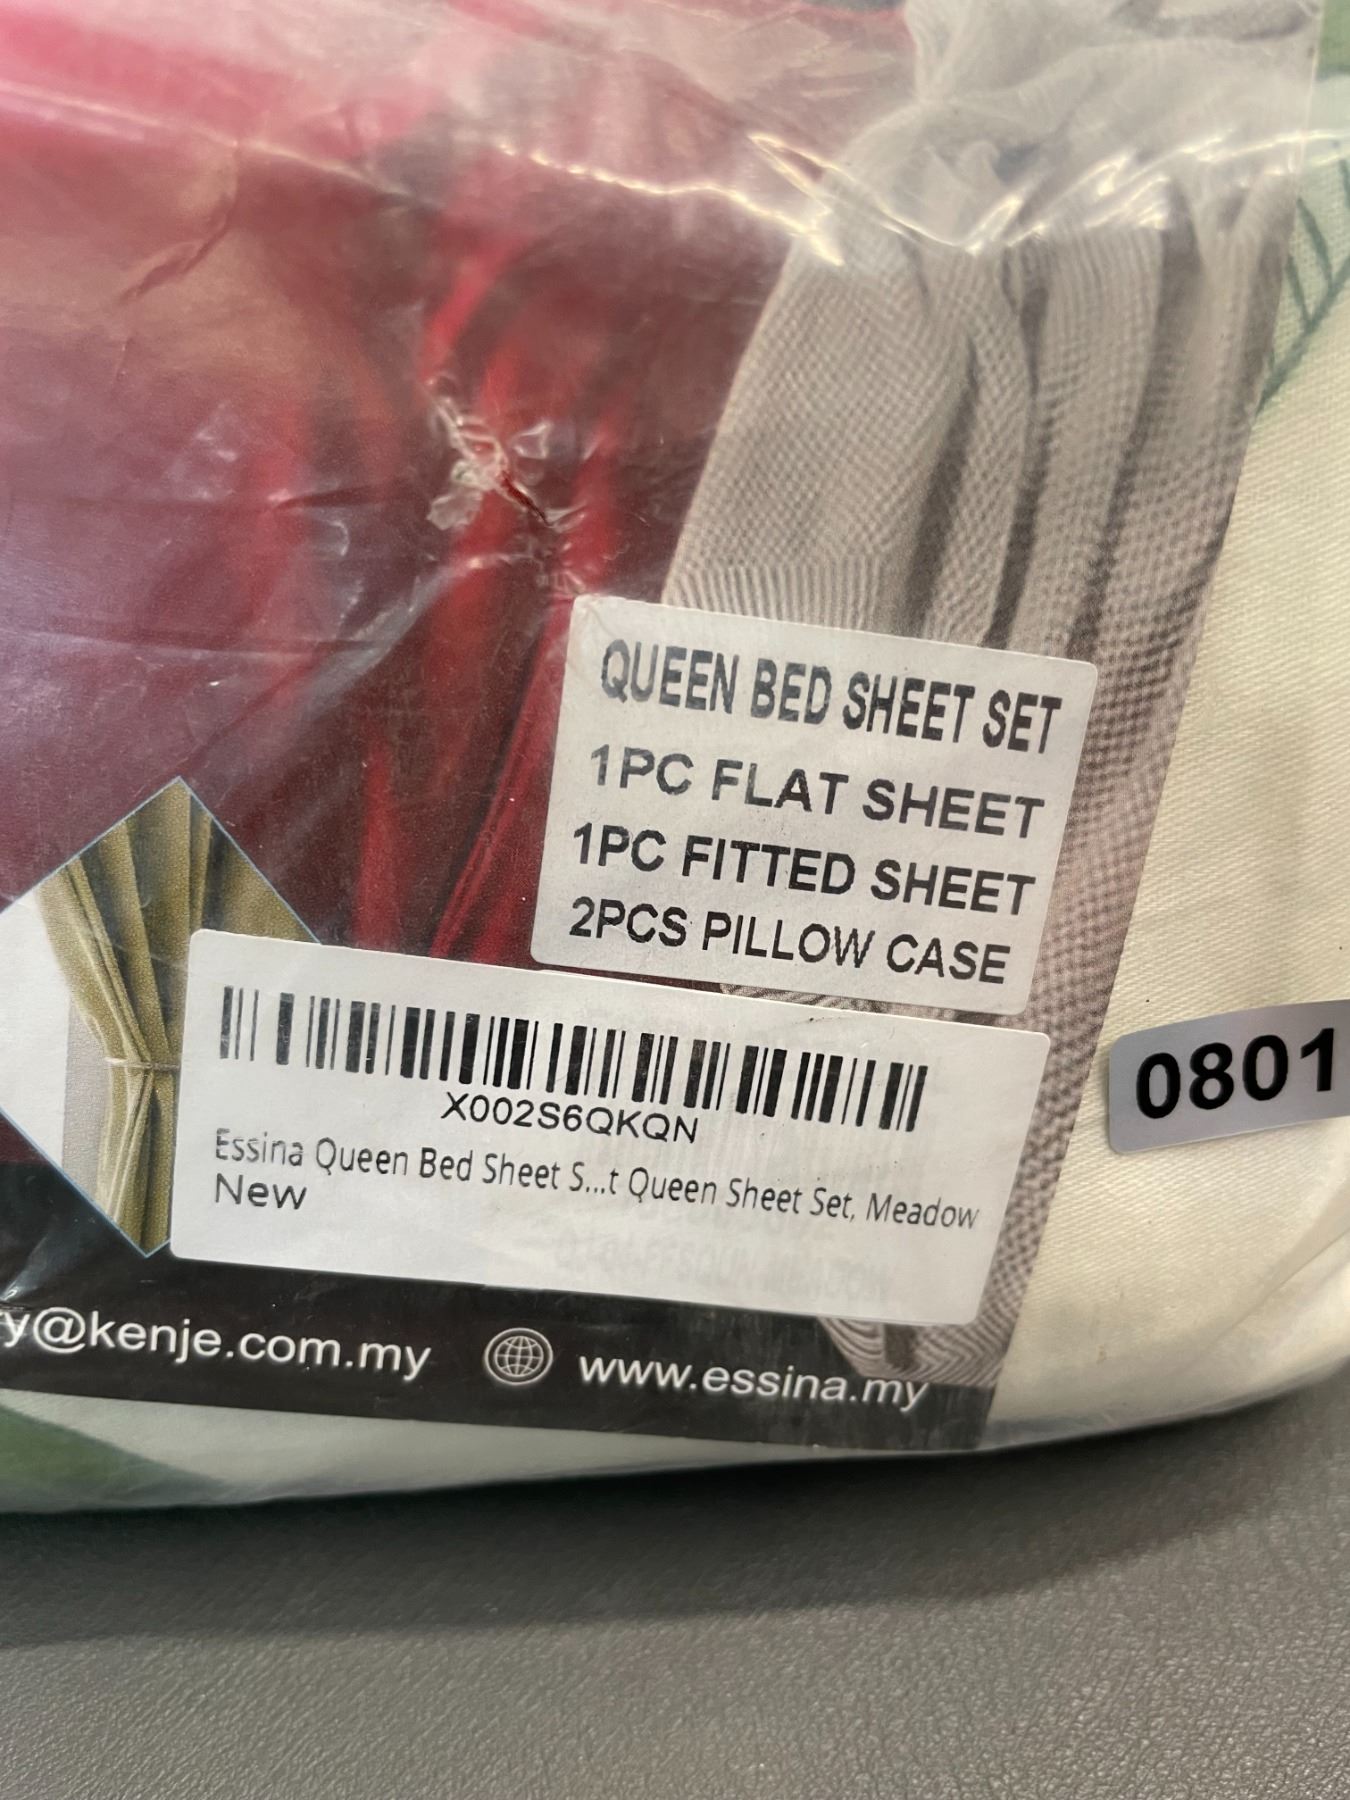 QUEEN BED SHEET SET
1PC FLAT SHEET
1PC FITTED SHEET
2PCS PILLOW CASE
0801
X002S6QKQN
Essina Queen Bed Sheet S...t Queen Sheet Set, Meadow
New
y@kenje.com.my
www.essina.my